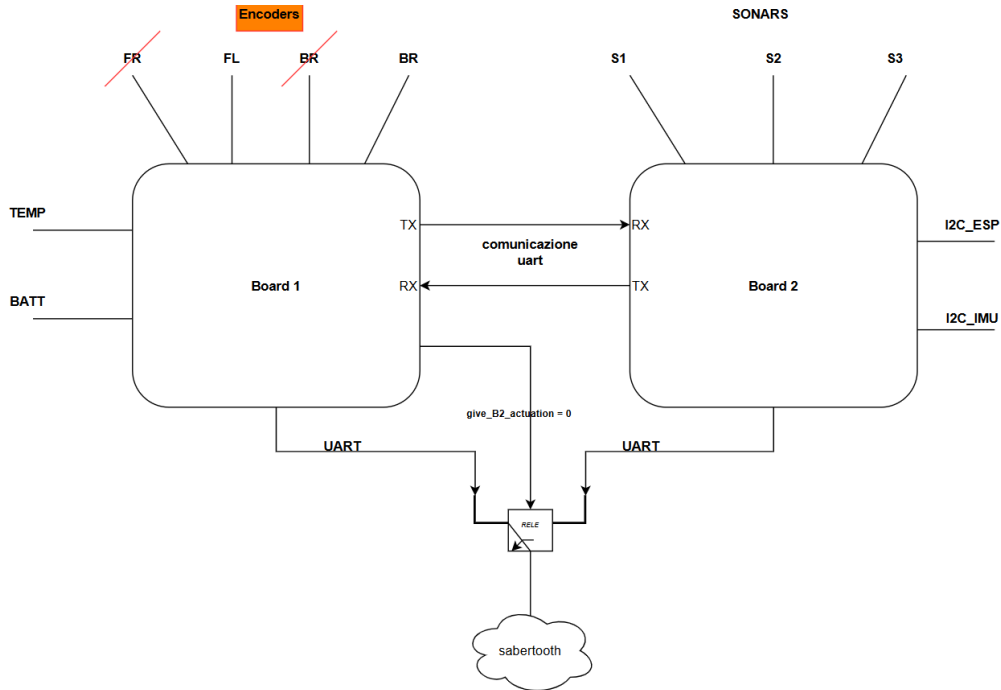 Encoders
SONARS
FR
FL
BR
BR
S1
S2
S3
TEMP
I2C_ESP
TX
RX
comunicazione
uart
Board 1
RX
TX
Board 2
BATT
I2C_IMU
give_B2_actuation = 0
UART
UART
RELE
sabertooth